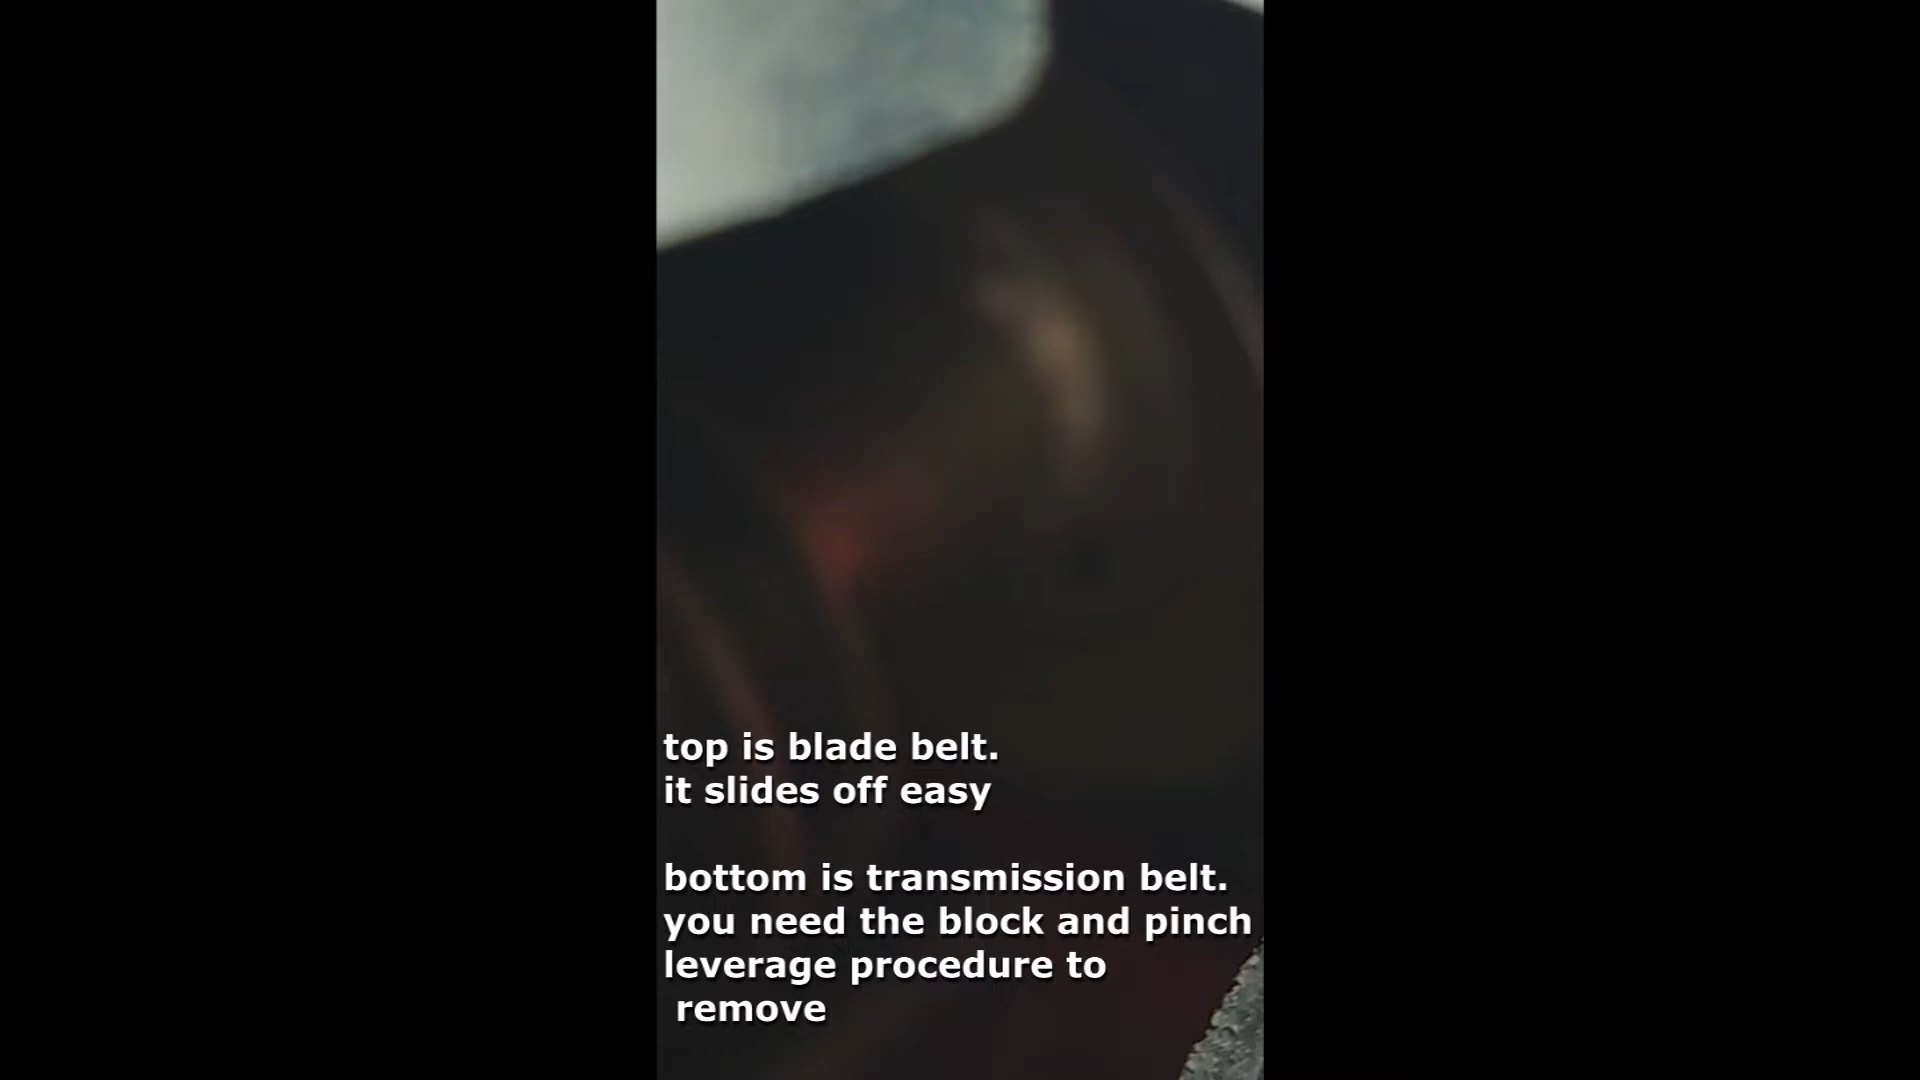 top is blade belt.
it slides off easy
bottom is transmission belt.
you need the block and pinch
leverage procedure to
remove